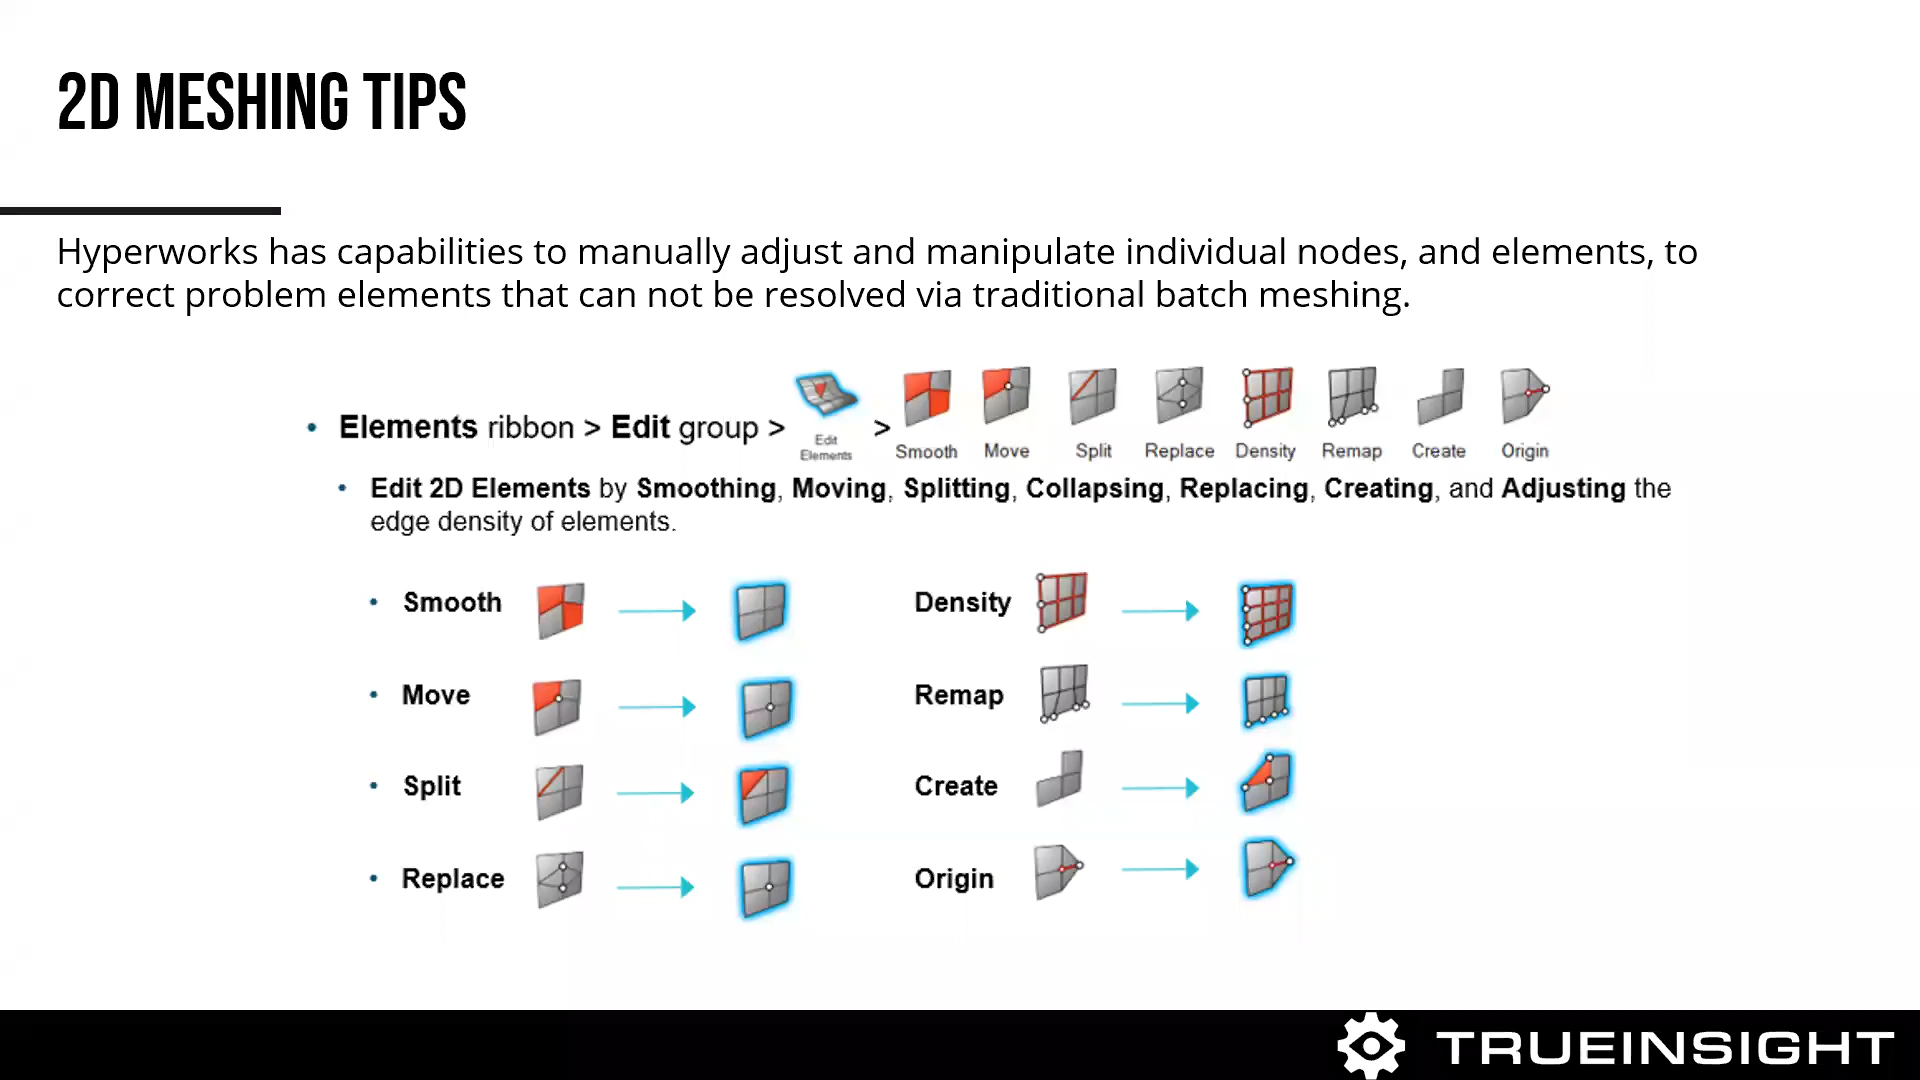 2D MESHING TIPS
Hyperworks has capabilities to manually adjust and manipulate individual nodes, and elements, to
correct problem elements that can not be resolved via traditional batch meshing.
• Elements ribbon > Edit group > Edit Elements > Smooth Move Split Replace Density Remap Create Origin
• Edit 2D Elements by Smoothing, Moving, Splitting, Collapsing, Replacing, Creating, and Adjusting the
edge density of elements.
• Smooth
Density
• Move
Remap
• Split
Create
• Replace
Origin
TRUEINSIGHT